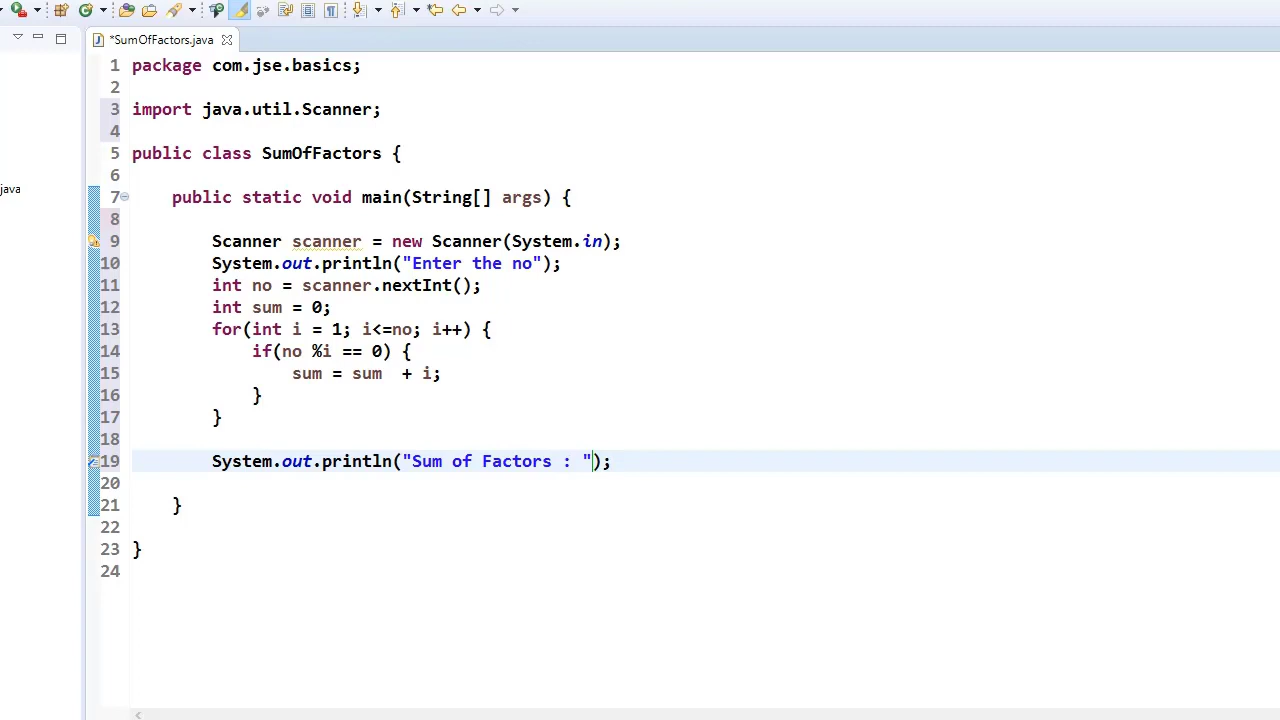 *SumOfFactors.java
java
1 package com.jse.basics;
2
3 import java.util.Scanner;
4
5 public class SumOfFactors {
6
7     public static void main(String[] args) {
8
9         Scanner scanner = new Scanner(System.in);
10         System.out.println("Enter the no");
11         int no = scanner.nextInt();
12         int sum = 0;
13         for(int i = 1; i<=no; i++) {
14             if(no %i == 0) {
15                 sum = sum  + i;
16             }
17         }
18
19         System.out.println("Sum of Factors : ");
20
21     }
22
23 }
24